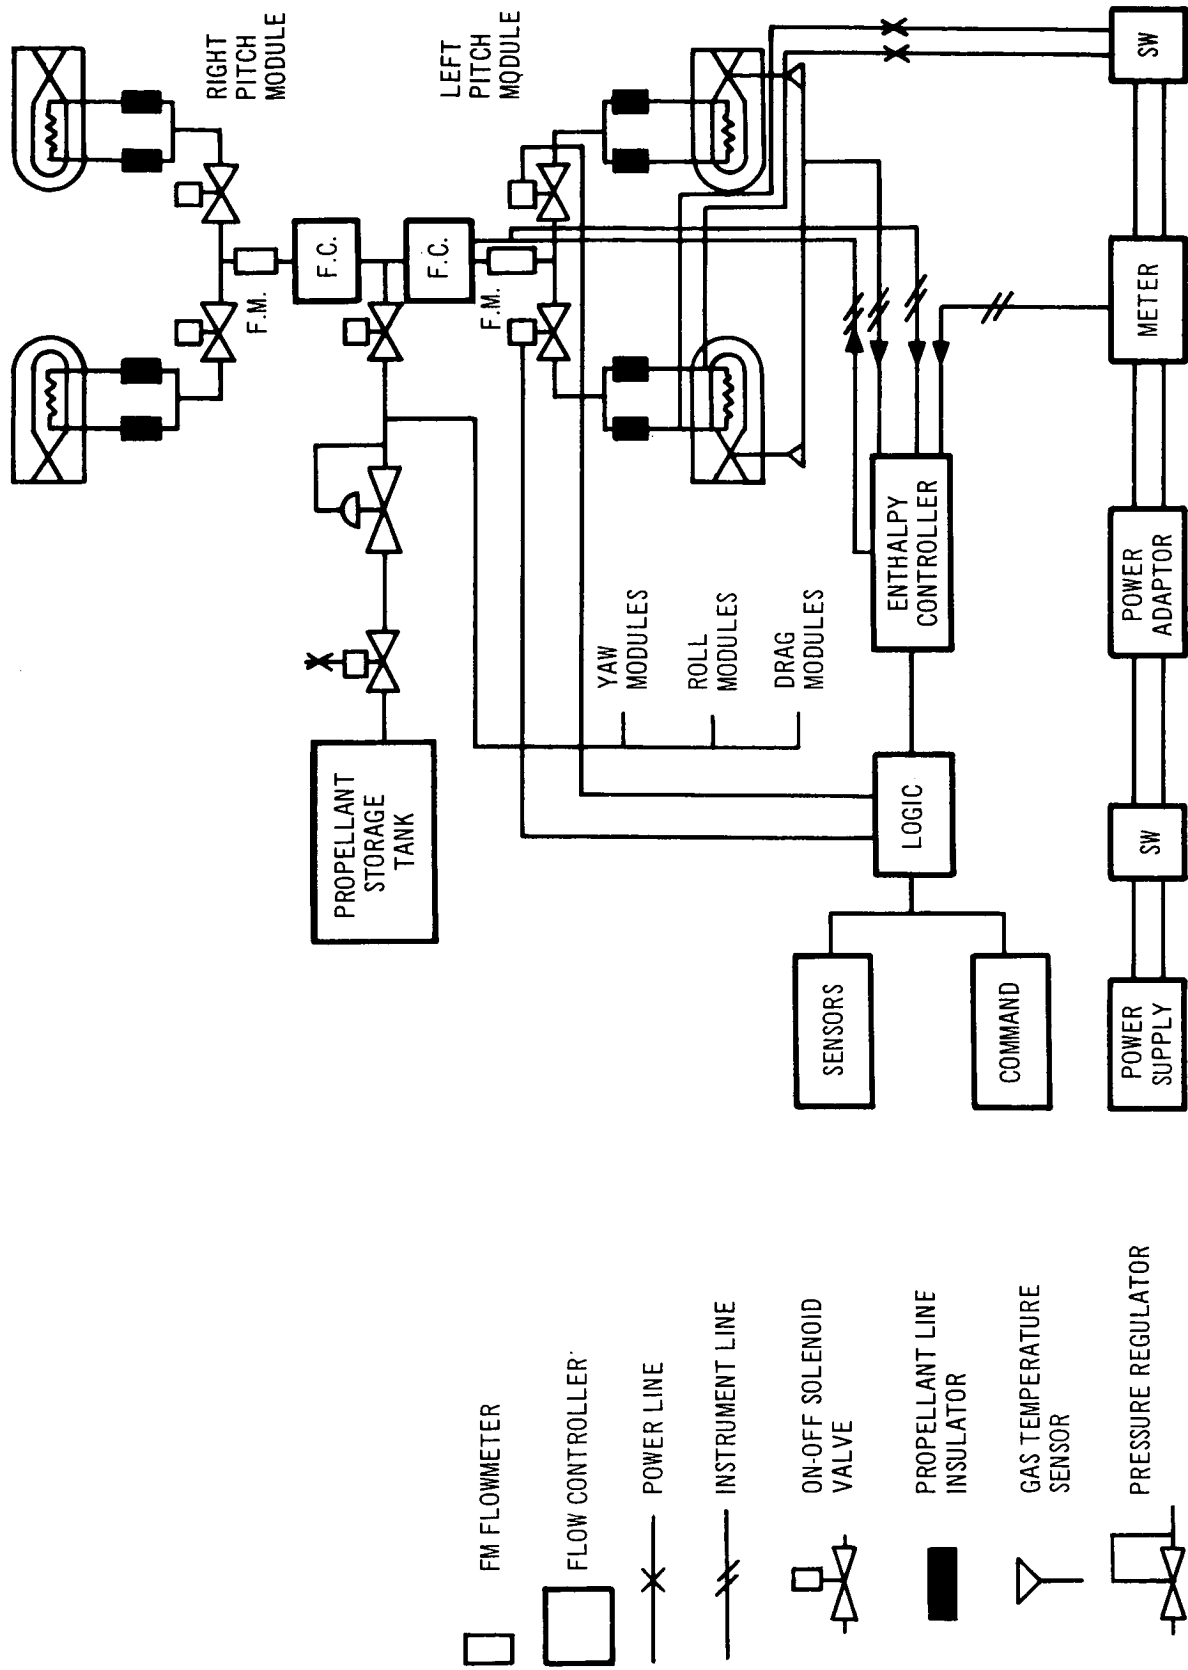 RIGHT
PITCH
MODULE
F.M.
F.C.
F.C.
F.M.
LEFT
PITCH
MODULE
PROPELLANT
STORAGE
TANK
YAW
MODULES
ROLL
MODULES
DRAG
MODULES
SENSORS
COMMAND
LOGIC
ENTHALPY
CONTROLLER
POWER
SUPPLY
SW
POWER
ADAPTOR
METER
SW
FM FLOWMETER
FLOW CONTROLLER
POWER LINE
INSTRUMENT LINE
ON-OFF SOLENOID
VALVE
PROPELLANT LINE
INSULATOR
GAS TEMPERATURE
SENSOR
PRESSURE REGULATOR